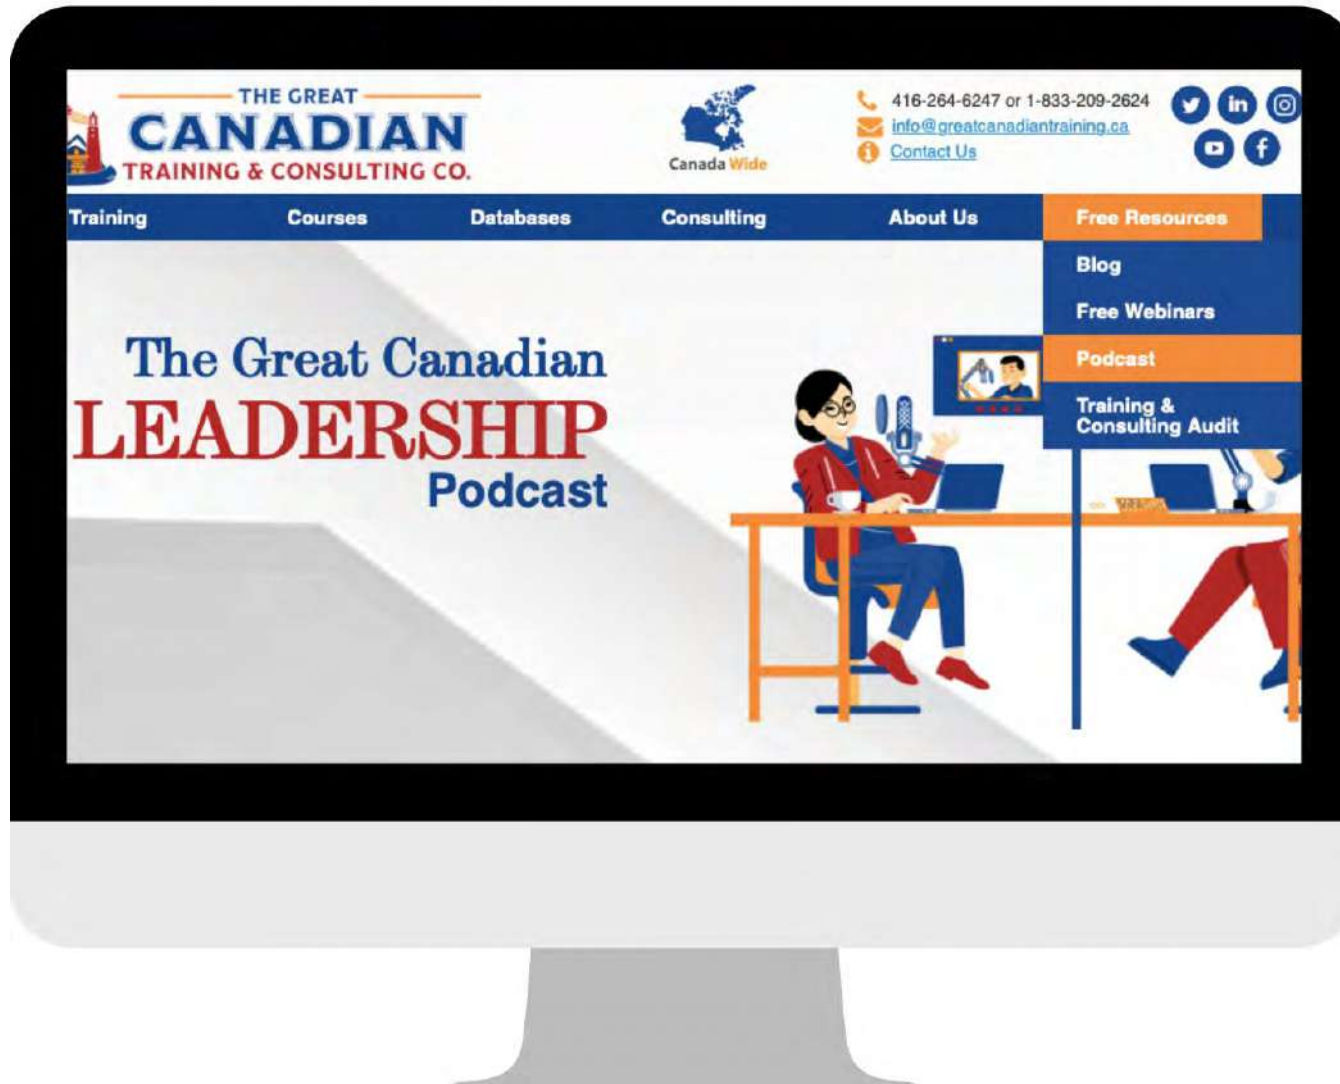 THE GREAT
CANADIAN
TRAINING & CONSULTING CO.
Canada Wide
416-264-6247 or 1-833-209-2624
info@greatcanadiantraining.ca
Contact Us
Training
Courses
Databases
Consulting
About Us
Free Resources
Blog
Free Webinars
Podcast
Training &
Consulting Audit
The Great Canadian
LEADERSHIP
Podcast